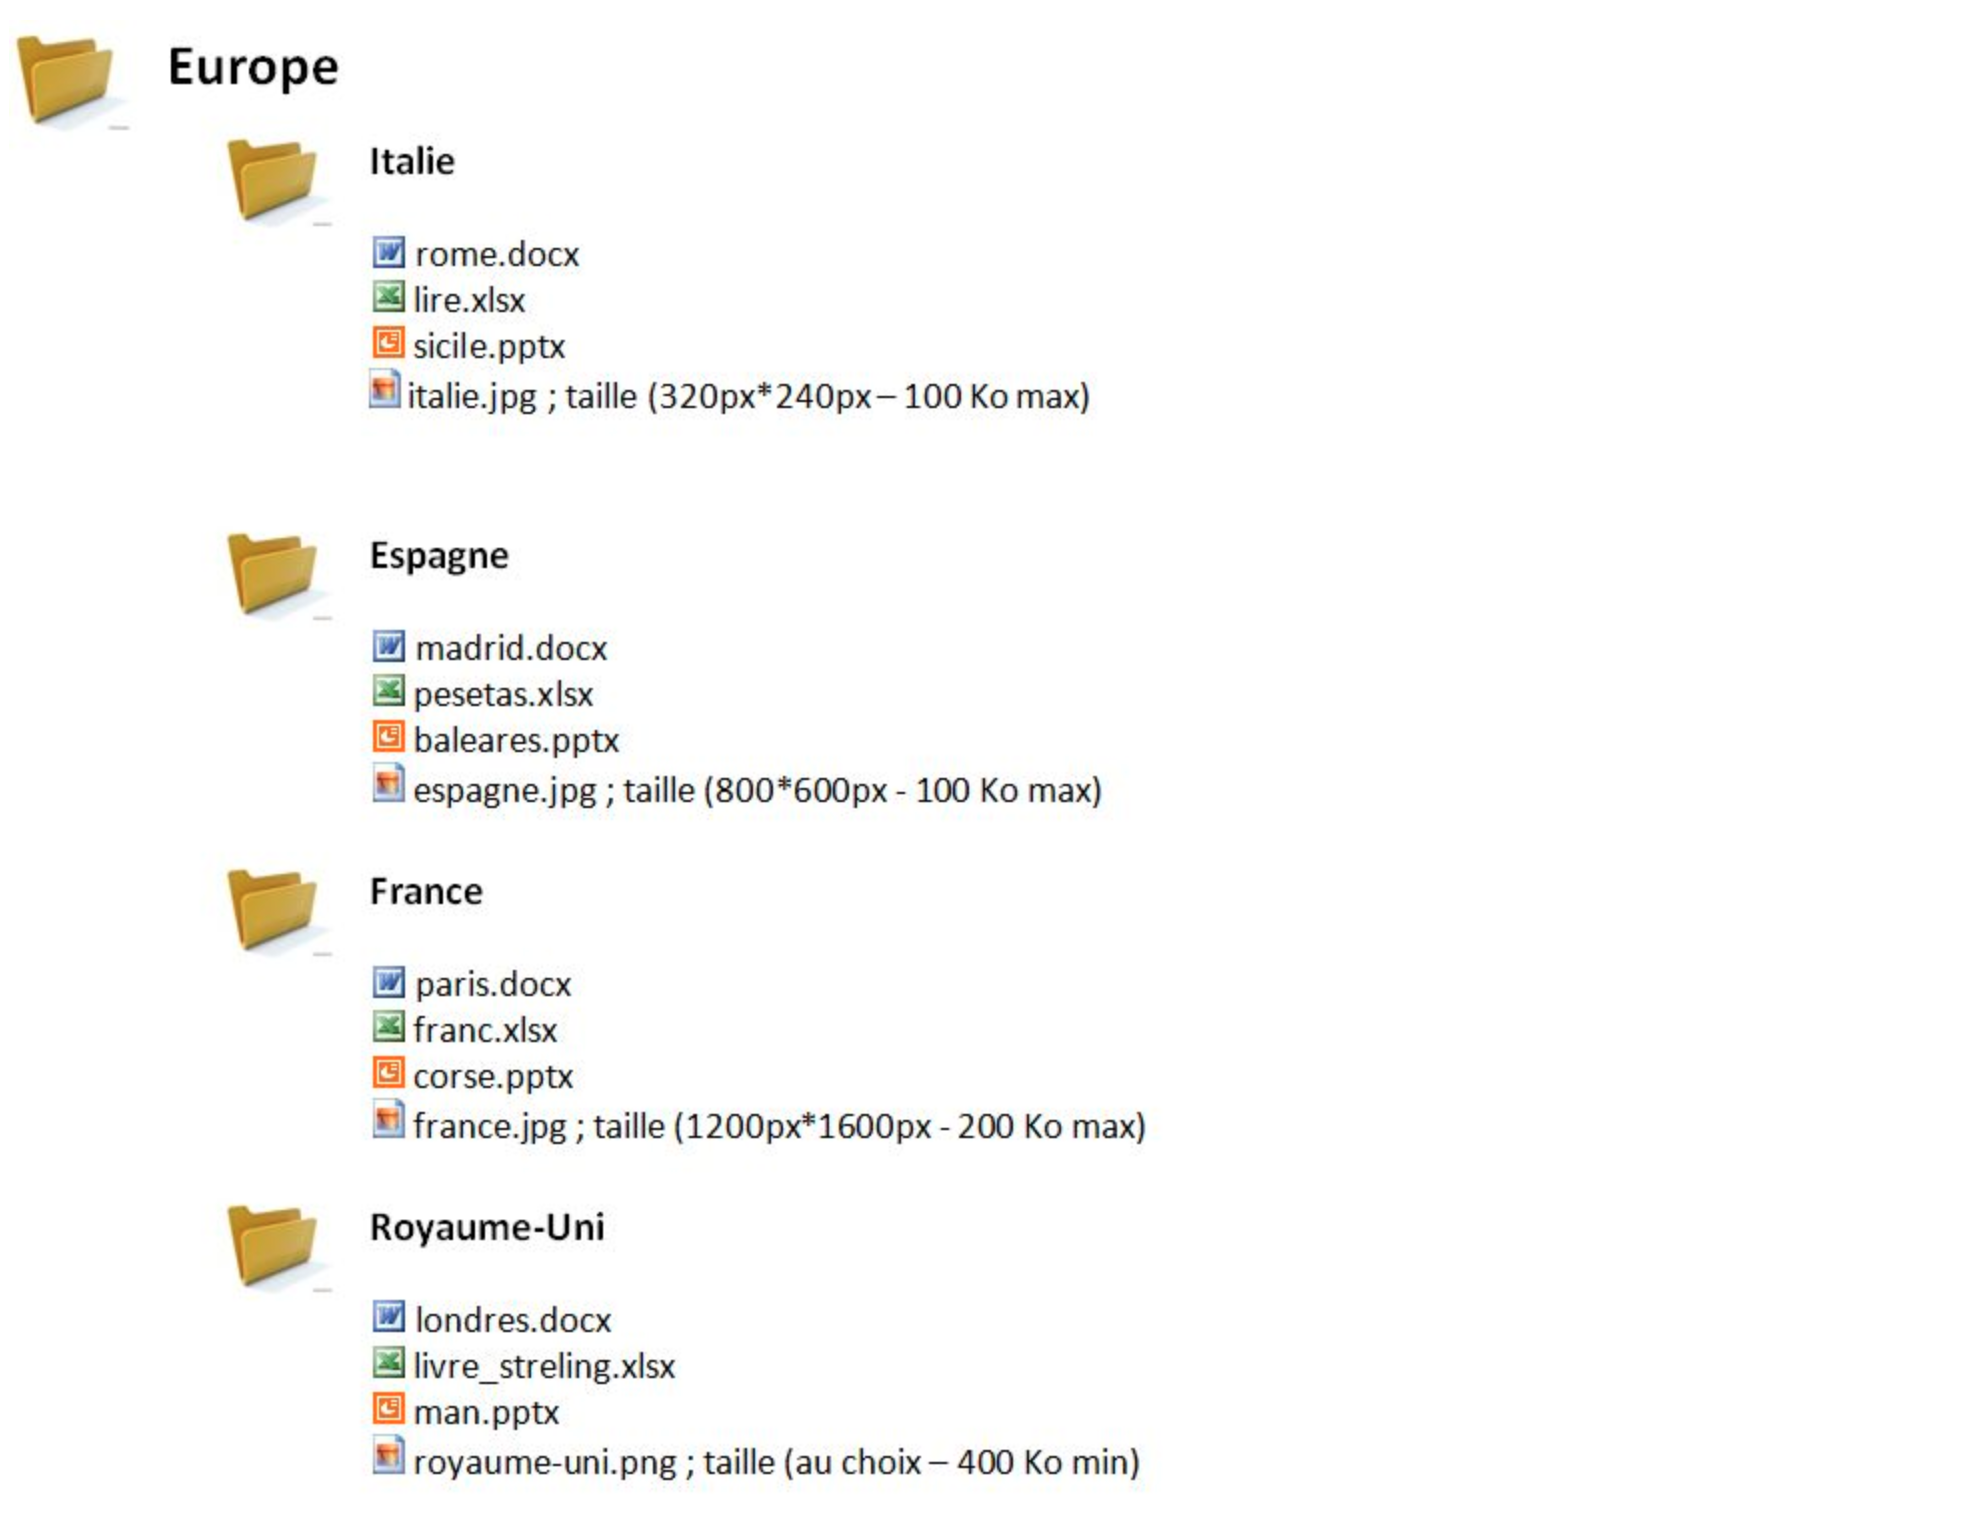 Europe
Italie
rome.docx
lire.xlsx
sicile.pptx
italie.jpg ; taille (320px*240px – 100 Ko max)
Espagne
madrid.docx
pesetas.xlsx
baleares.pptx
espagne.jpg ; taille (800*600px - 100 Ko max)
France
paris.docx
franc.xlsx
corse.pptx
france.jpg ; taille (1200px*1600px - 200 Ko max)
Royaume-Uni
londres.docx
livre_streling.xlsx
man.pptx
royaume-uni.png ; taille (au choix – 400 Ko min)